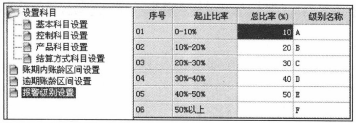 设置科目
基本科目设置
控制科目设置
产品科目设置
结算方式科目设置
账期内账龄区间设置
逾期账龄区间设置
报警级别设置
序号 起止比率 总比率(%) 级别名称
01 0-10% 10 A
02 10%-20% 20 B
03 20%-30% 30 C
04 30%-40% 40 D
05 40%-50% 50 E
06 50%以上 F